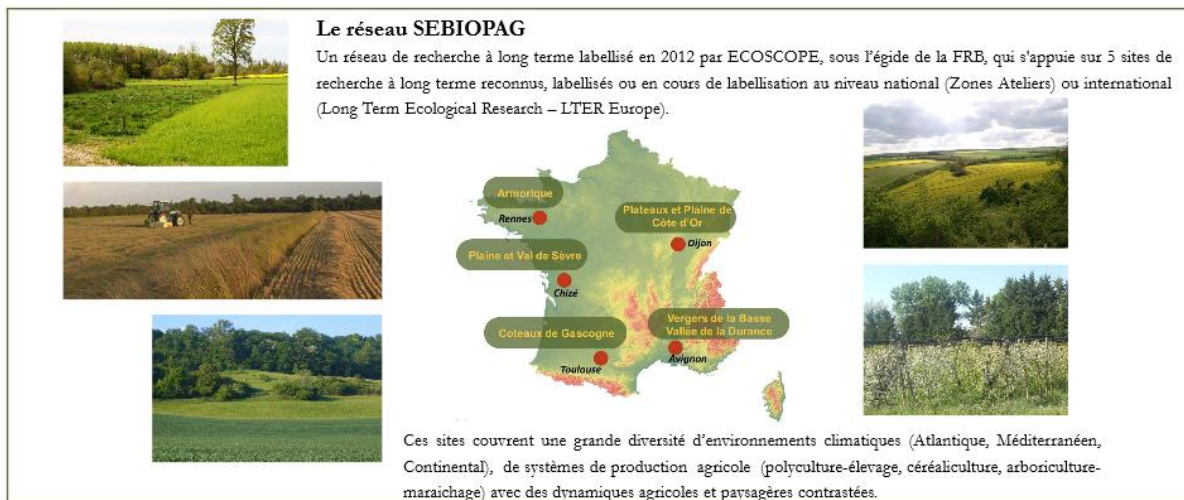 Le réseau SEBIOPAG
Un réseau de recherche à long terme labellisé en 2012 par ECOSCOPE, sous l'égide de la FRB, qui s'appuie sur 5 sites de
recherche à long terme reconnus, labellisés ou en cours de labellisation au niveau national (Zones Ateliers) ou international
(Long Term Ecological Research – LTER Europe).
Armorique
Rennes
Plateaux et Plaine de
Côte d'Or
Dijon
Plaine et Val de Sèvre
Chizé
Coteaux de Gascogne
Toulouse
Vergers de la Basse
Vallée de la Durance
Avignon
Ces sites couvrent une grande diversité d'environnements climatiques (Atlantique, Méditerranéen,
Continental), de systèmes de production agricole (polyculture-élevage, céréaliculture, arboriculture-
maraichage) avec des dynamiques agricoles et paysagères contrastées.